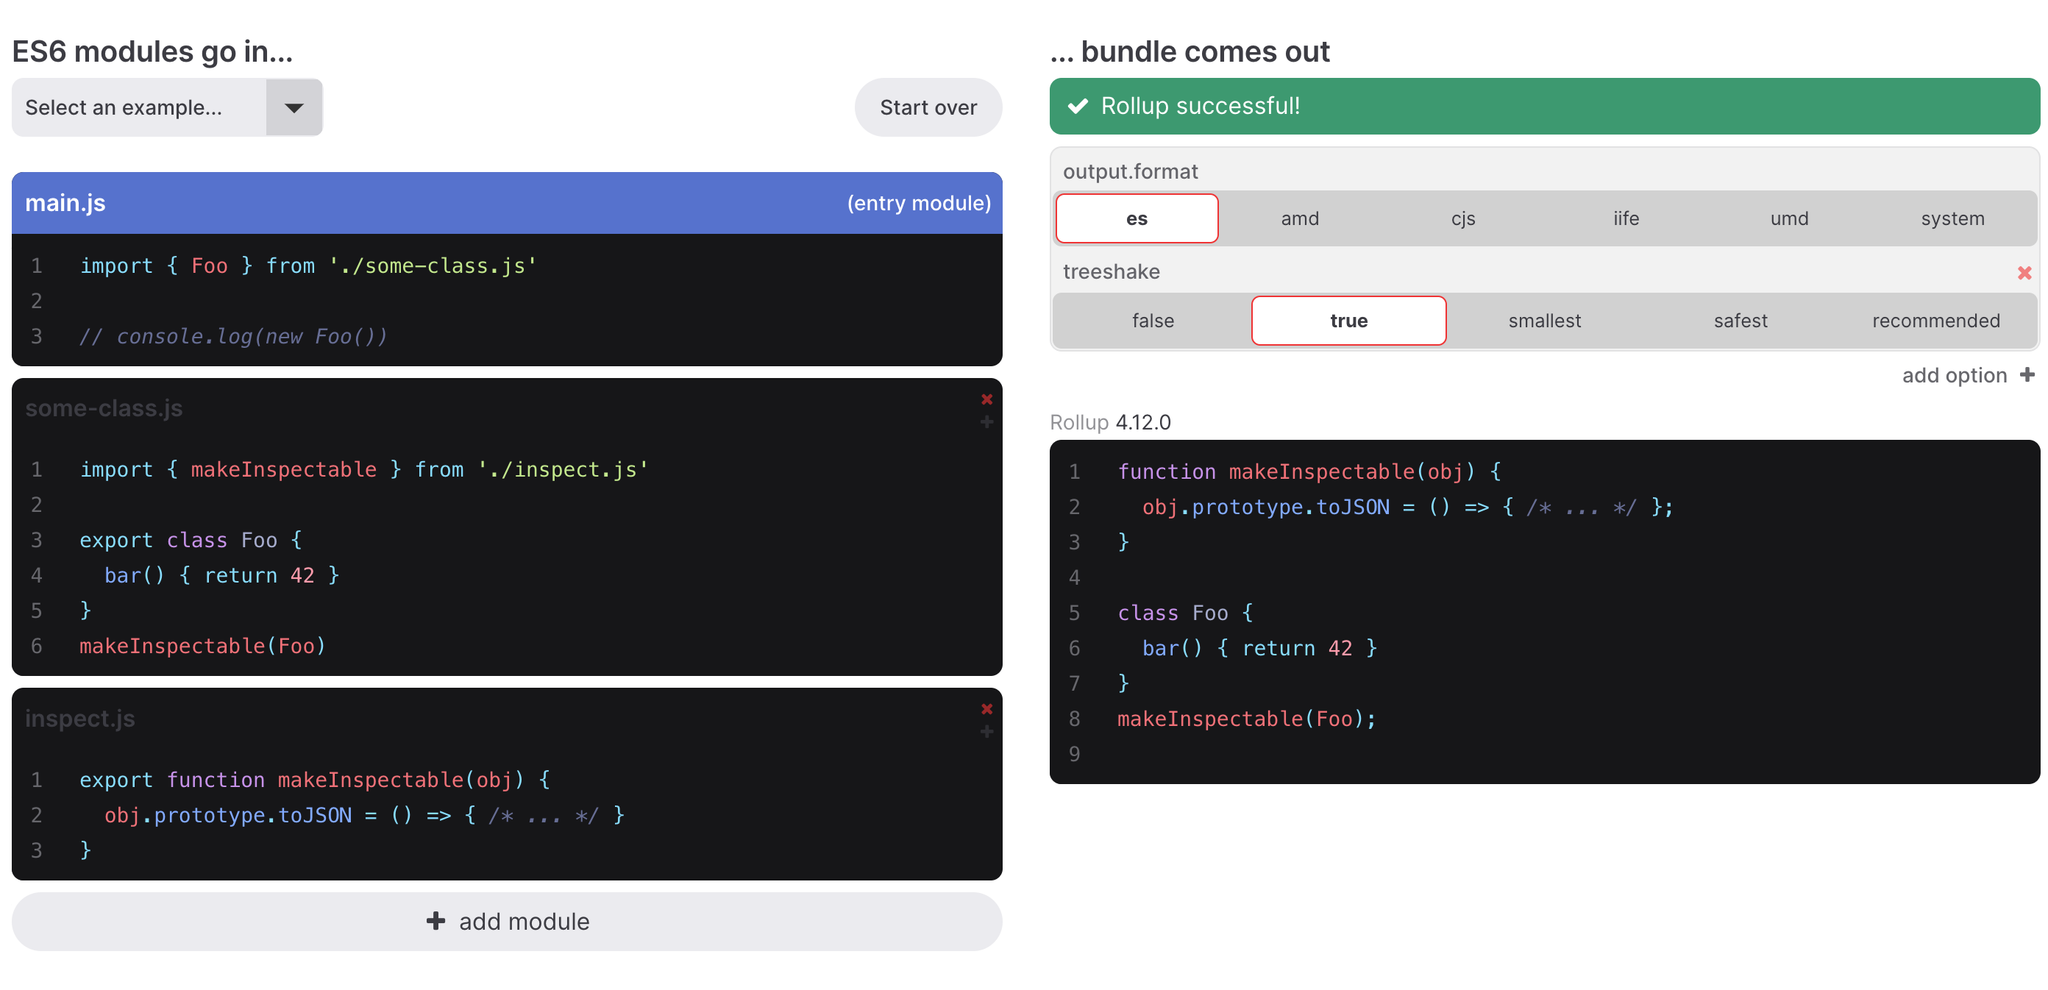 ES6 modules go in...
Select an example...
Start over
main.js
(entry module)
1 import { Foo } from './some-class.js'
2
3 // console.log(new Foo())
some-class.js
1 import { makeInspectable } from './inspect.js'
2
3 export class Foo {
4   bar() { return 42 }
5 }
6 makeInspectable(Foo)
inspect.js
1 export function makeInspectable(obj) {
2   obj.prototype.toJSON = () => { /* ... */ }
3 }
add module
... bundle comes out
Rollup successful!
output.format
es amd cjs iife umd system
treeshake
false true smallest safest recommended
add option
Rollup 4.12.0
1 function makeInspectable(obj) {
2   obj.prototype.toJSON = () => { /* ... */ };
3 }
4
5 class Foo {
6   bar() { return 42 }
7 }
8 makeInspectable(Foo);
9